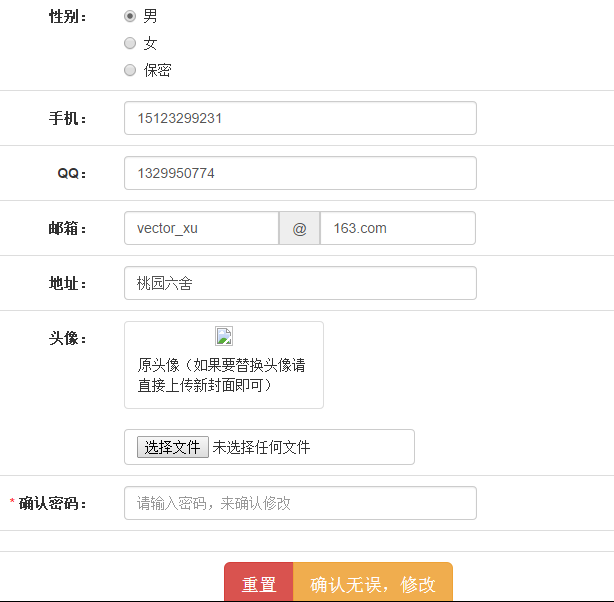 性别： 男
女
保密
手机： 15123299231
QQ： 1329950774
邮箱： vector_xu @ 163.com
地址： 桃园六舍
头像：
原头像（如果要替换头像请
直接上传新封面即可）
选择文件 未选择任何文件
* 确认密码： 请输入密码，来确认修改
重置 确认无误，修改